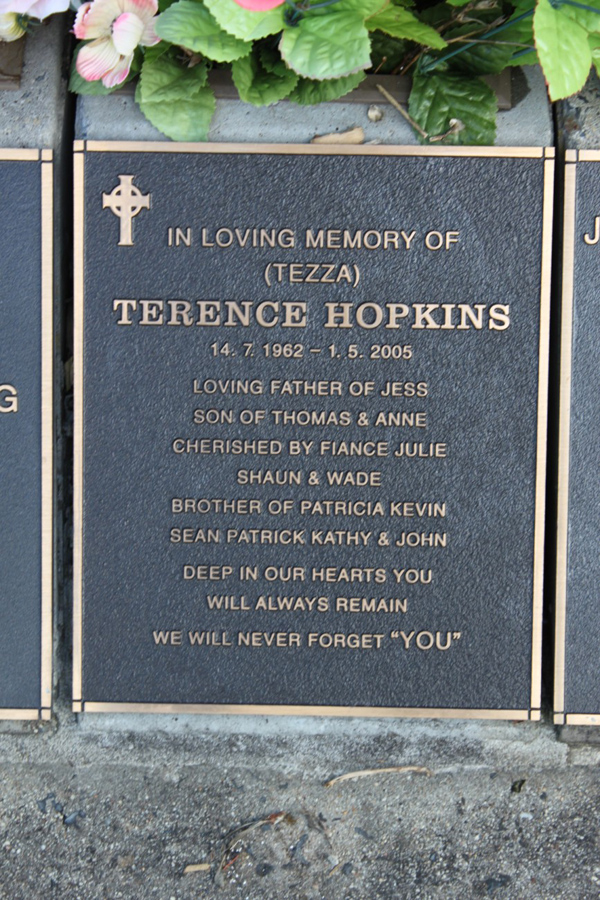 IN LOVING MEMORY OF
(TEZZA)
TERENCE HOPKINS
14. 7. 1962 – 1. 5. 2005
LOVING FATHER OF JESS
SON OF THOMAS & ANNE
CHERISHED BY FIANCE JULIE
SHAUN & WADE
BROTHER OF PATRICIA KEVIN
SEAN PATRICK KATHY & JOHN
DEEP IN OUR HEARTS YOU
WILL ALWAYS REMAIN
WE WILL NEVER FORGET “YOU”
G
J